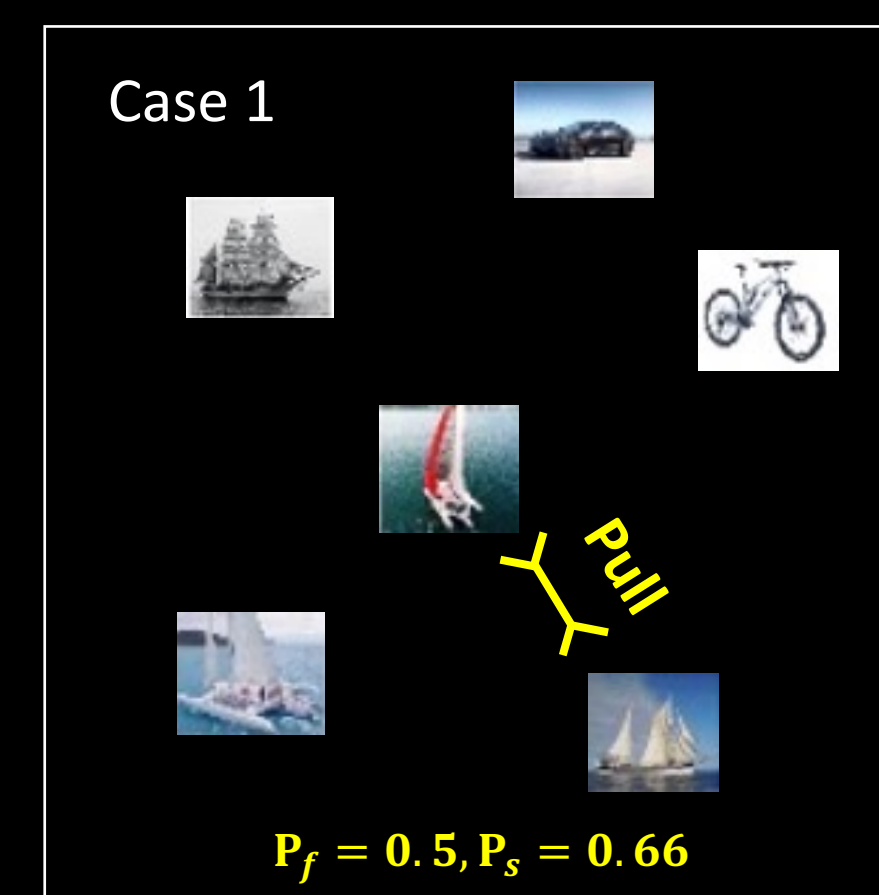 Case 1
Pull
P_f = 0.5, P_s = 0.66